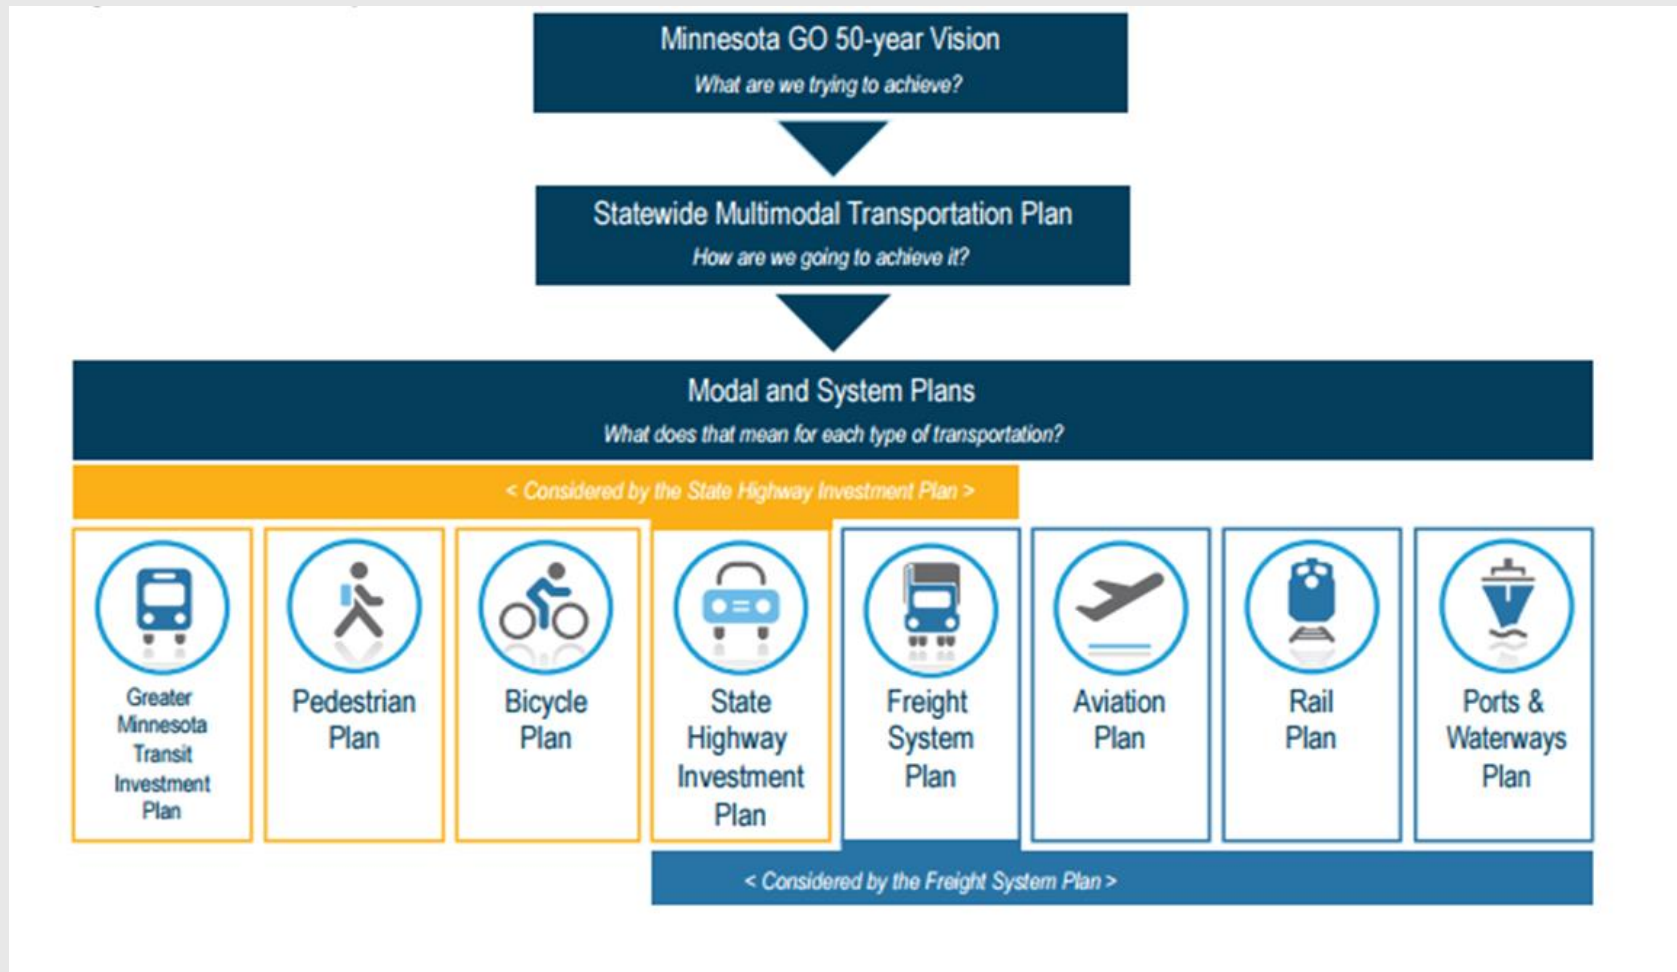 Minnesota GO 50-year Vision
What are we trying to achieve?
Statewide Multimodal Transportation Plan
How are we going to achieve it?
Modal and System Plans
What does that mean for each type of transportation?
< Considered by the State Highway Investment Plan >
Greater
Minnesota
Transit
Investment
Plan
Pedestrian
Plan
Bicycle
Plan
State
Highway
Investment
Plan
Freight
System
Plan
Aviation
Plan
Rail
Plan
Ports &
Waterways
Plan
< Considered by the Freight System Plan >